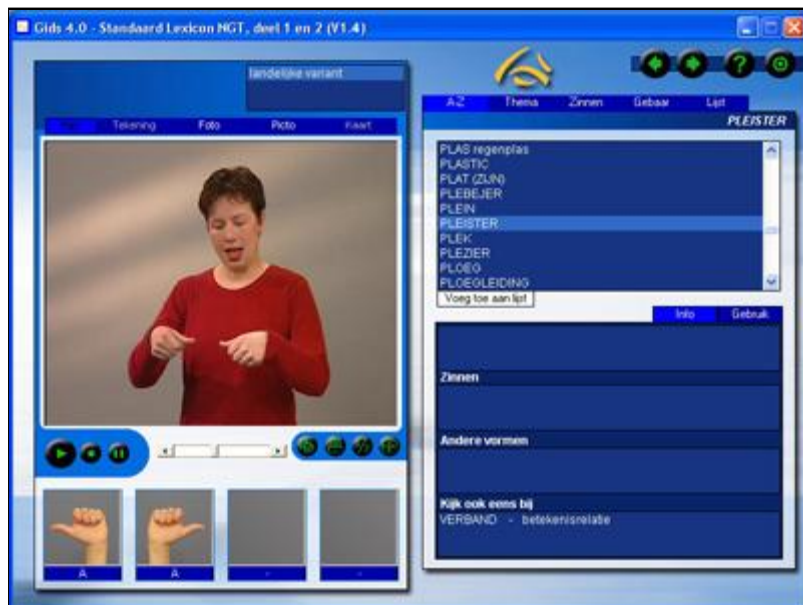 Gids 4.0 - Standaard Lexicon NGT, deel 1 en 2 (V1.4)
landelijke variant
Tekening Foto Picto Kaart
A-Z Thema Zinnen Gebaar Lijst
PLEISTER
PLAS regenplas
PLASTIC
PLAT (ZIJN)
PLEBEJER
PLEIN
PLEISTER
PLEK
PLEZIER
PLOEG
PLOEGLEIDING
Voeg toe aan lijst
Info Gebruik
Zinnen
Andere vormen
Kijk ook eens bij
VERBAND - betekenisrelatie
A A - -